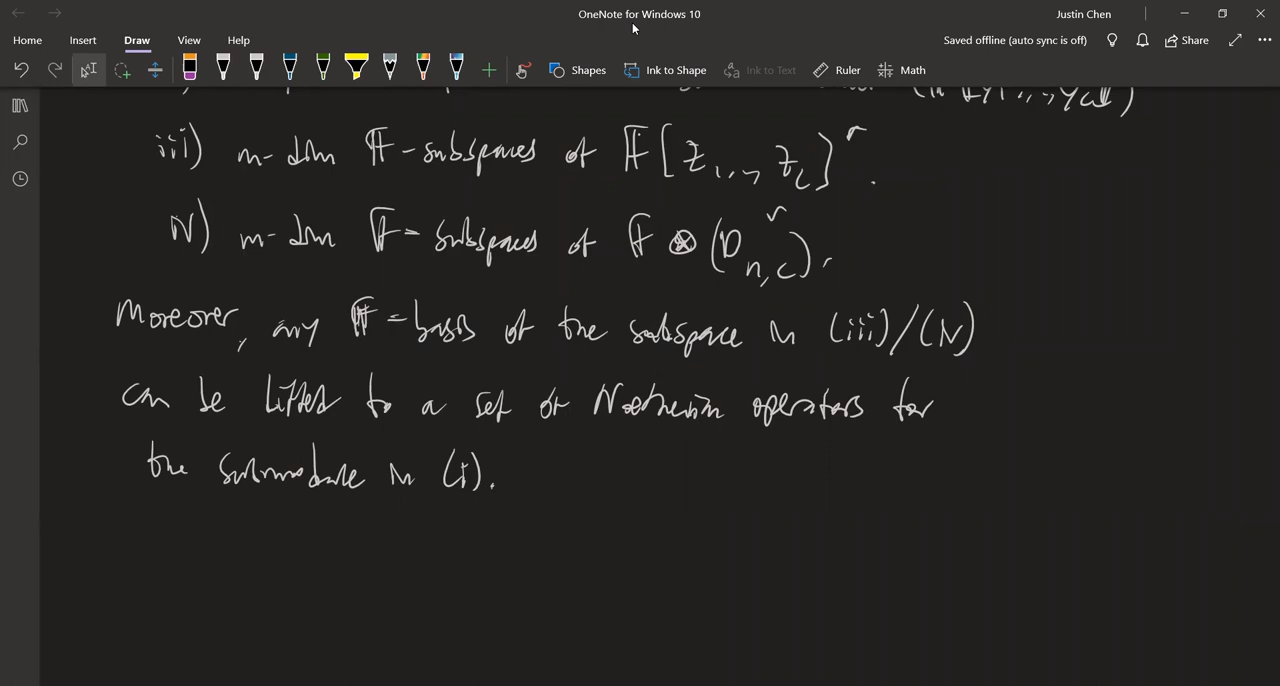 OneNote for Windows 10
Justin Chen
Home Insert Draw View Help
Saved offline (auto sync is off) Share
Shapes Ink to Shape Ink to Text Ruler Math
iii) m-dim 𝔽-subspaces of 𝔽[z₁,..,z_c]ʳ.
iv) m-dim 𝔽-subspaces of 𝔽 ⊗ (D_{n,c})ʳ.
Moreover, any 𝔽-basis of the subspace in (iii)/(iv)
can be lifted to a set of Noetherian operators for
the submodule in (i).